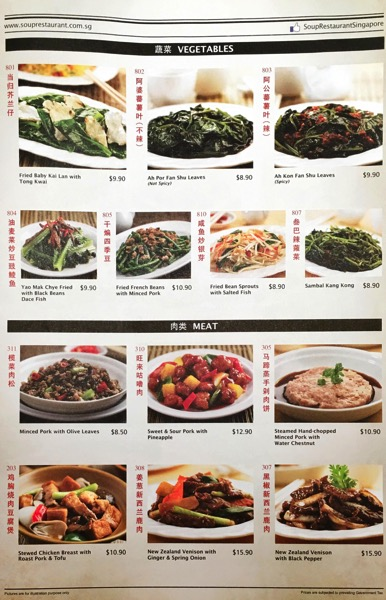 www.souprestaurant.com.sg
SoupRestaurantSingapore
蔬菜 VEGETABLES
801
当归芥兰仔
Fried Baby Kai Lan with
Tong Kwai
$9.90
802
阿婆蕃薯叶(不辣)
Ah Por Fan Shu Leaves
(Not Spicy)
$8.90
803
阿公蕃薯叶(辣)
Ah Kon Fan Shu Leaves
(Spicy)
$9.90
804
油麦菜炒豆豉鲮鱼
Yao Mak Chye Fried
with Black Beans
Dace Fish
$9.90
805
干煸四季豆
Fried French Beans
with Minced Pork
$10.90
810
咸鱼炒银芽
Fried Bean Sprouts
with Salted Fish
$8.90
807
叁巴辣蕹菜
Sambal Kang Kong
$8.90
肉类 MEAT
311
榄菜肉松
Minced Pork with Olive Leaves
$8.50
310
旺来咕噜肉
Sweet & Sour Pork with
Pineapple
$12.90
305
马蹄蒸手剁肉饼
Steamed Hand-chopped
Minced Pork with
Water Chestnut
$10.90
203
鸡胸烧肉豆腐煲
Stewed Chicken Breast with
Roast Pork & Tofu
$10.90
308
姜葱新西兰鹿肉
New Zealand Venison with
Ginger & Spring Onion
$15.90
307
黑椒新西兰鹿肉
New Zealand Venison
with Black Pepper
$15.90
Pictures are for illustration purpose only.
Prices are subjected to prevailing Government Tax